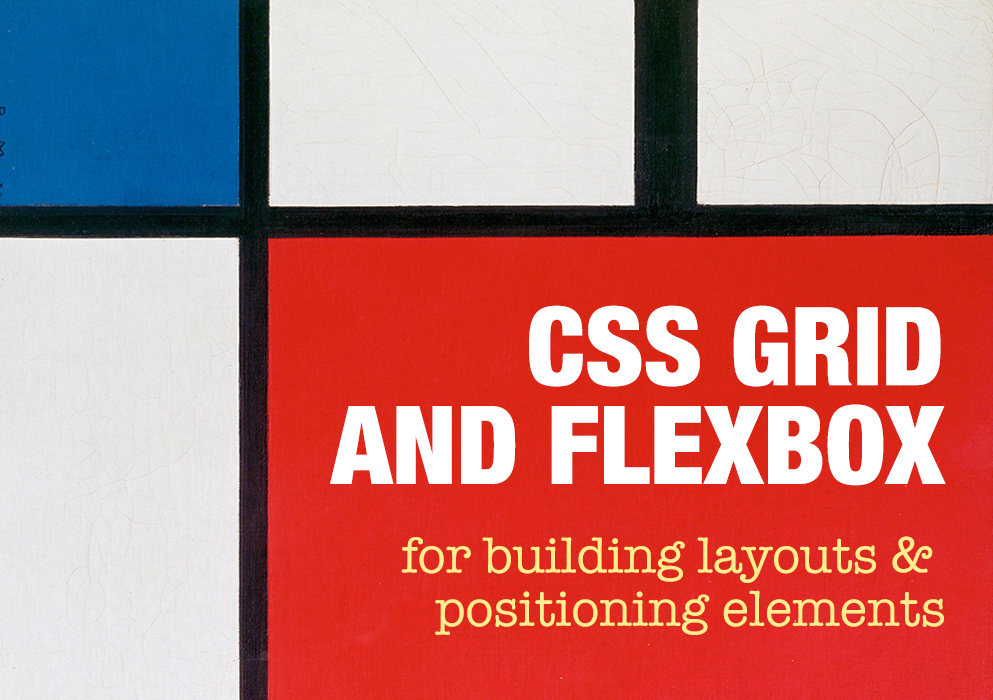 CSS GRID
AND FLEXBOX
for building layouts &
positioning elements